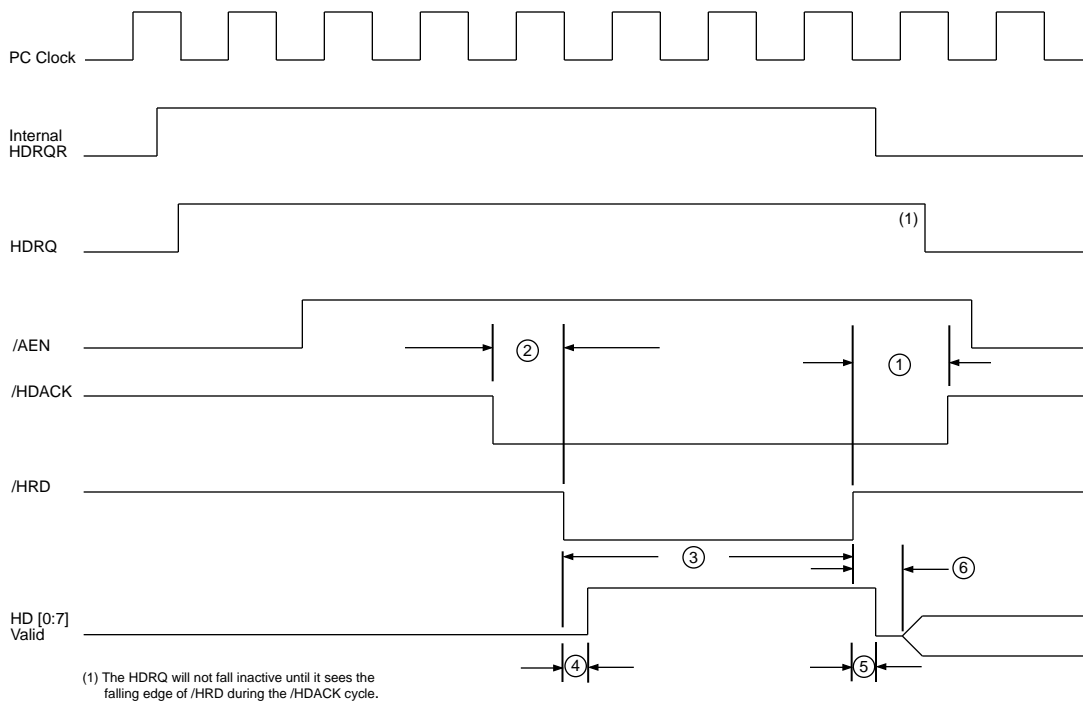 PC Clock
Internal
HDRQR
HDRQ
(1)
/AEN
②
①
/HDACK
/HRD
③
⑥
HD [0:7]
Valid
④
⑤
(1) The HDRQ will not fall inactive until it sees the
falling edge of /HRD during the /HDACK cycle.